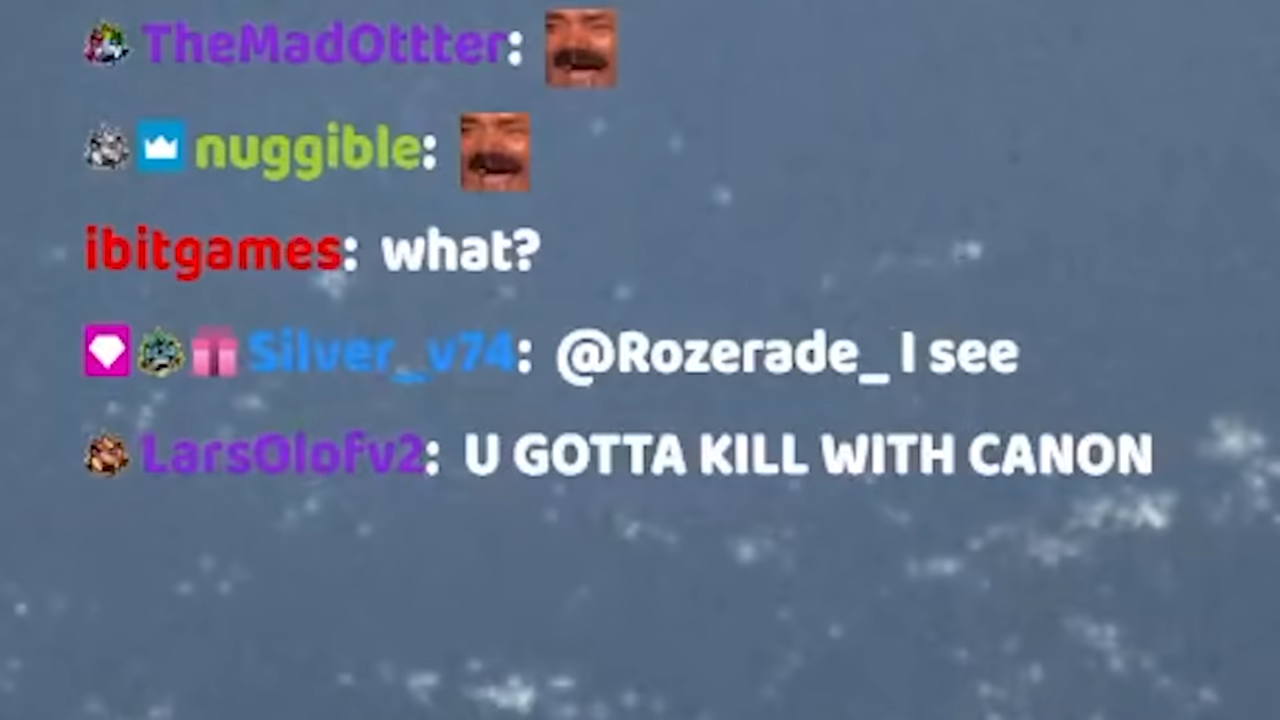 TheMadOttter:
nuggible:
ibitgames: what?
Silver_v74: @Rozerade_ I see
LarsOlofv2: U GOTTA KILL WITH CANON